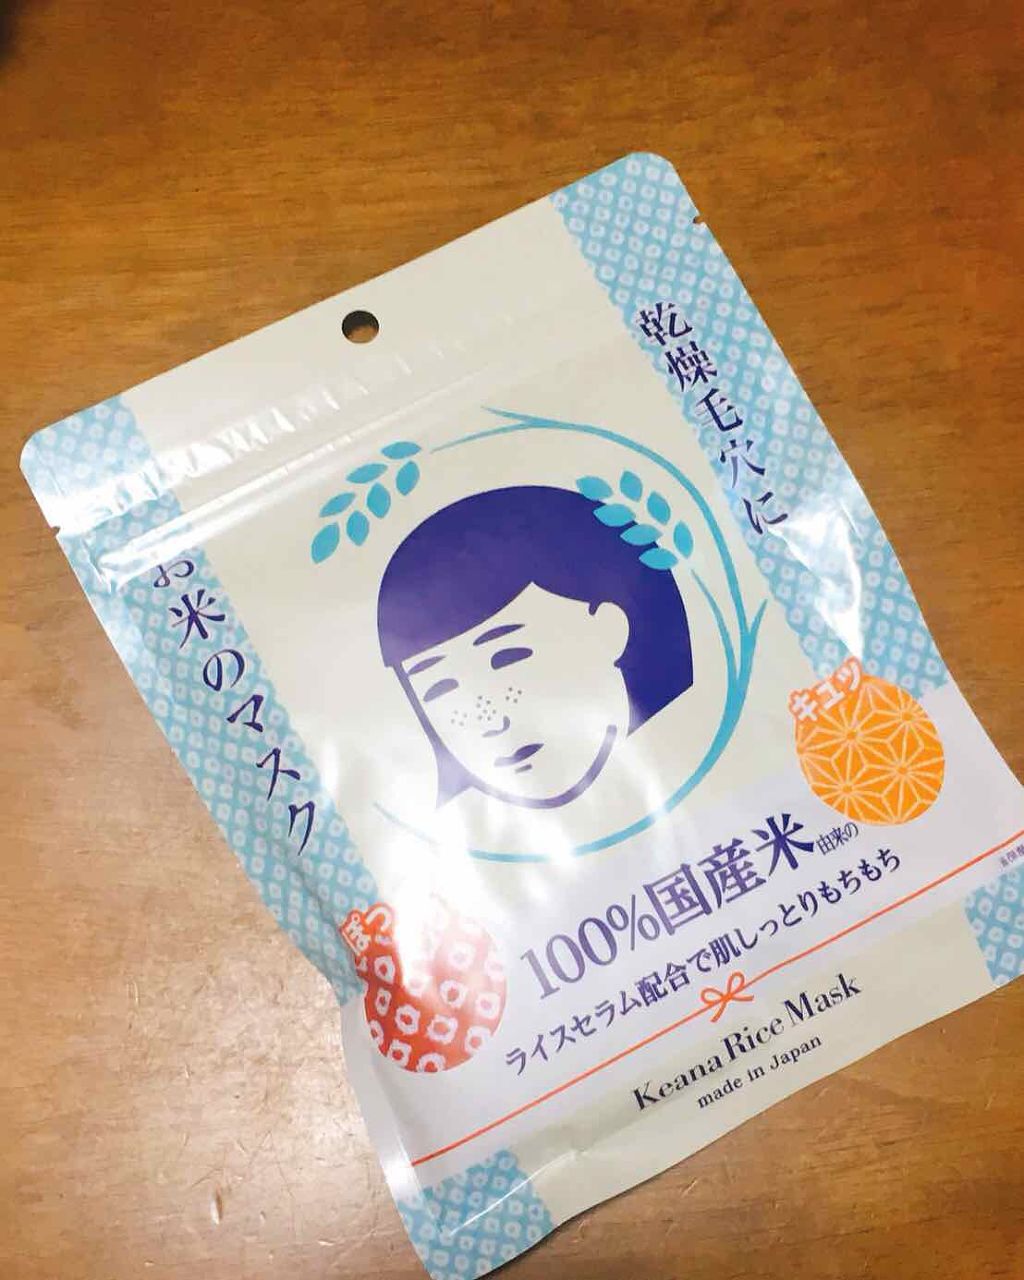 乾燥毛穴に
お米のマスク
キュッ
100%国産米由来の
ライスセラム配合で肌しっとりもちもち
Keana Rice Mask
made in Japan